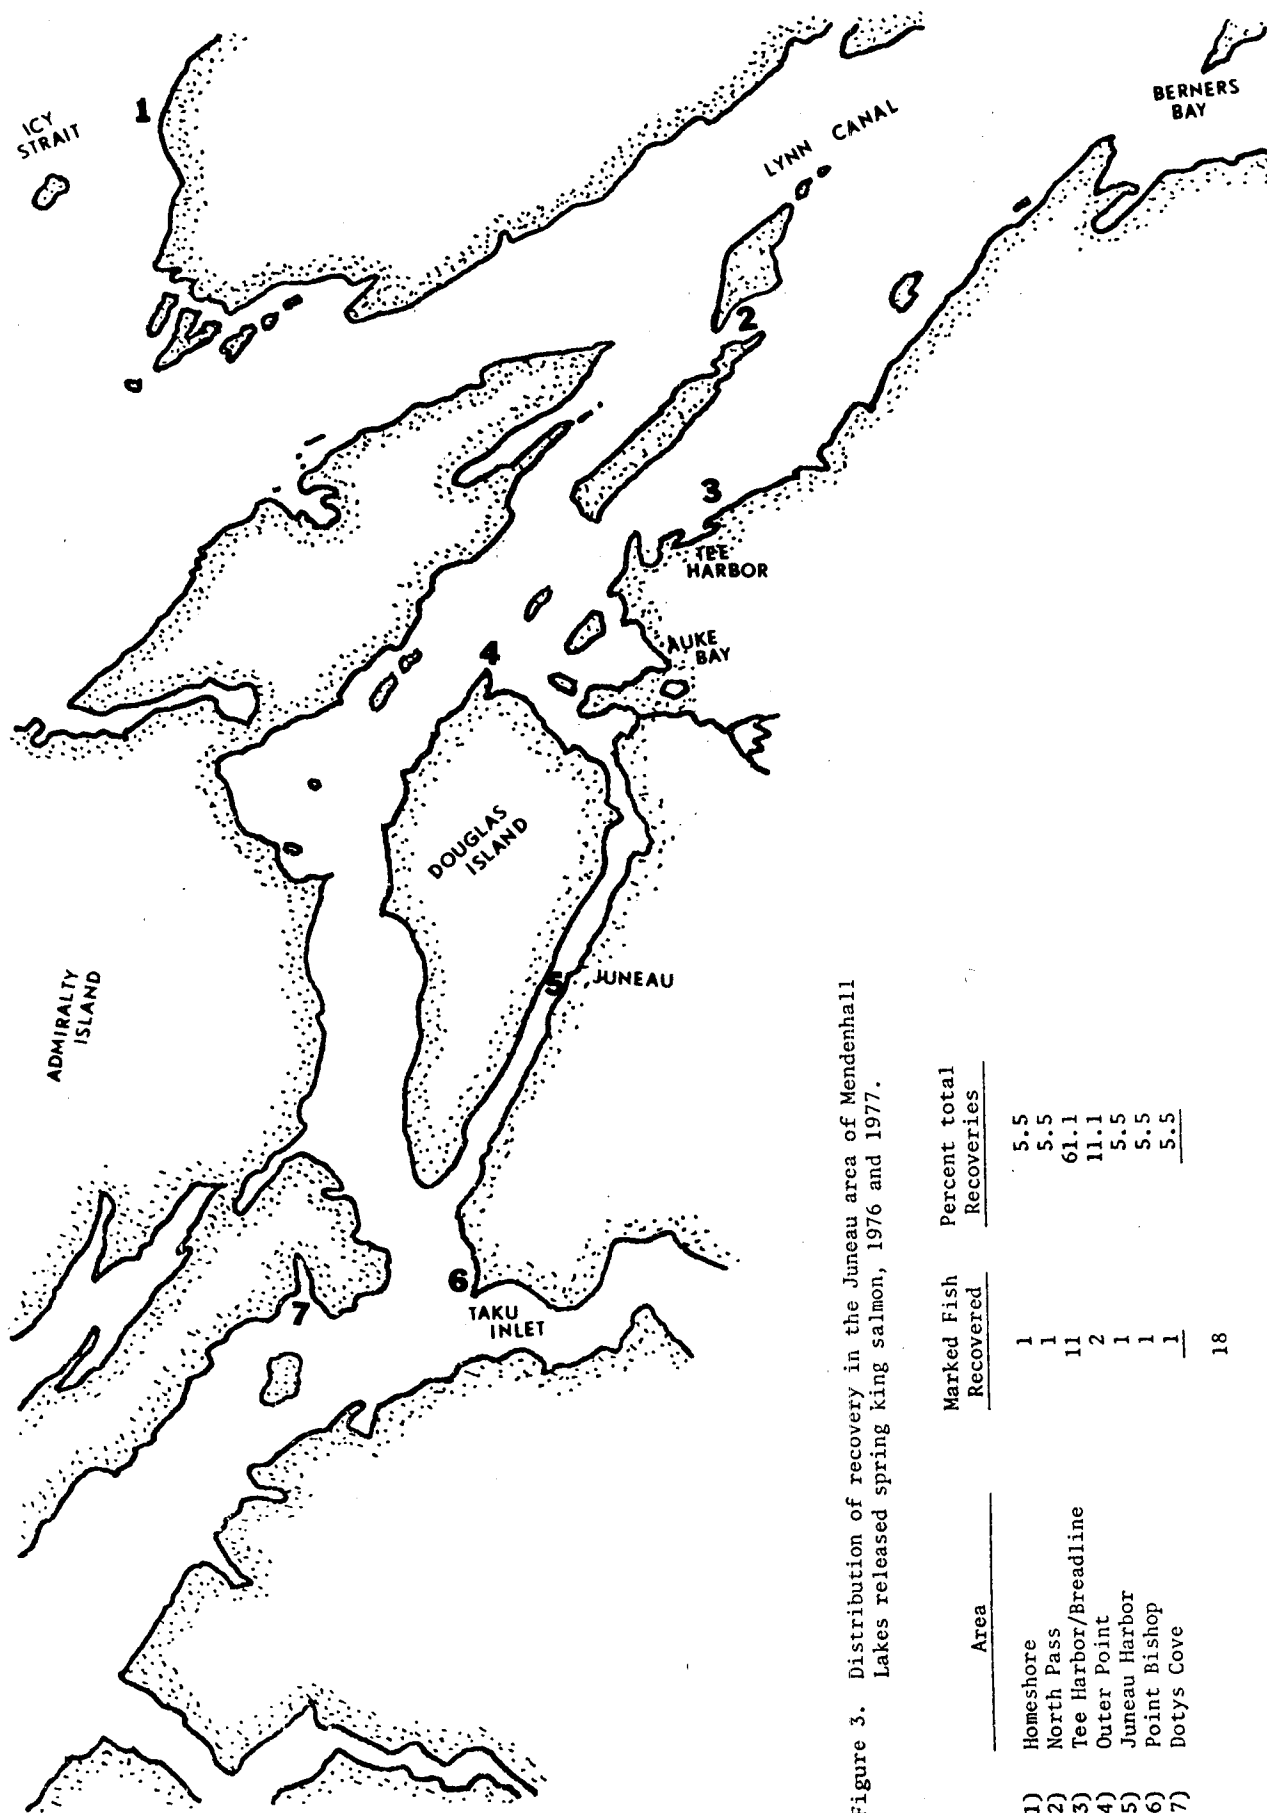 ICY
STRAIT
1
LYNN CANAL
BERNERS
BAY
2
3
TEE
HARBOR
AUKE
BAY
4
DOUGLAS
ISLAND
ADMIRALTY
ISLAND
5
JUNEAU
6
TAKU
INLET
7
Figure 3. Distribution of recovery in the Juneau area of Mendenhall
Lakes released spring king salmon, 1976 and 1977.
Area Marked Fish Recovered Percent total Recoveries
1) Homeshore 1 5.5
2) North Pass 1 5.5
3) Tee Harbor/Breadline 11 61.1
4) Outer Point 2 11.1
5) Juneau Harbor 1 5.5
6) Point Bishop 1 5.5
7) Dotys Cove 1 5.5
18